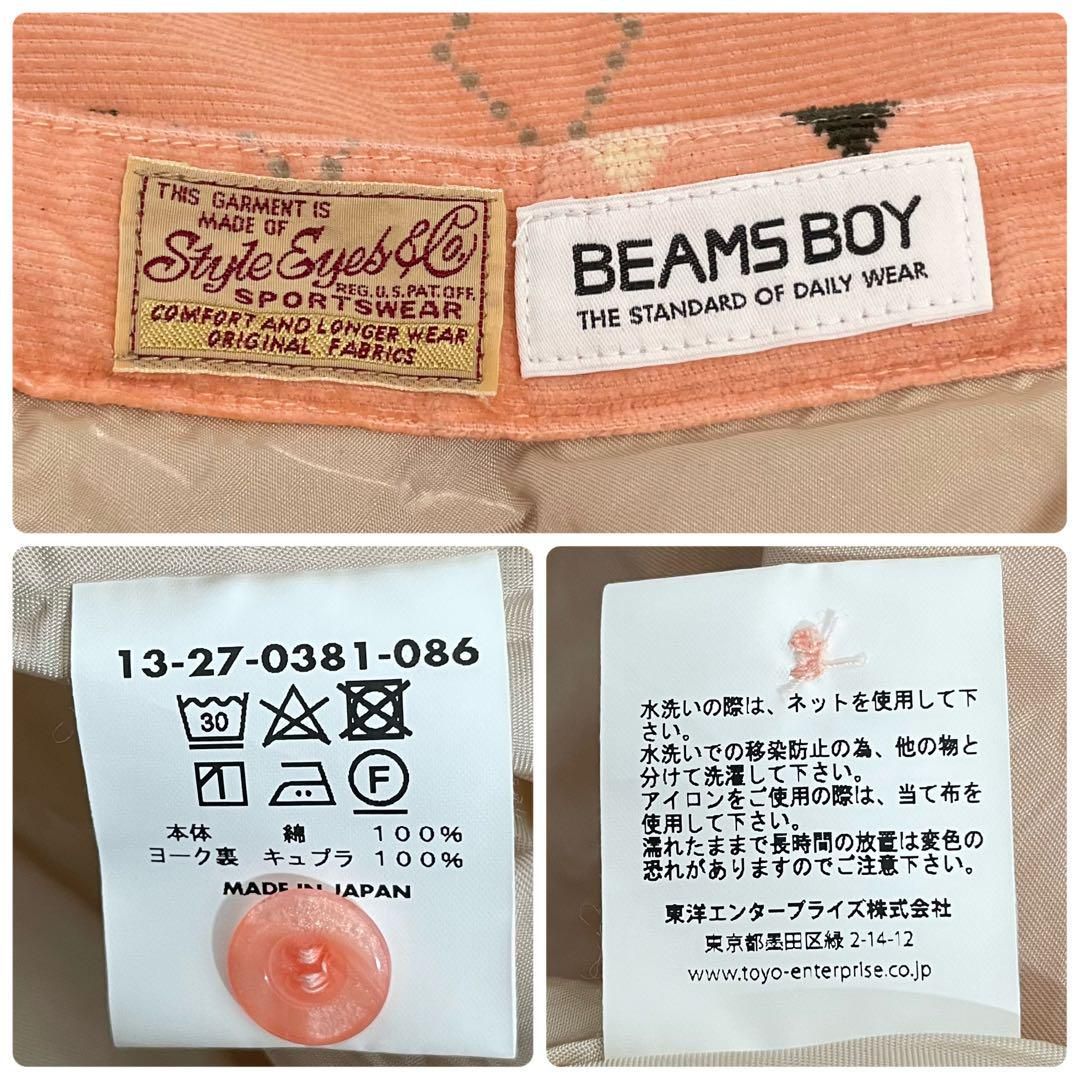 THIS GARMENT IS
MADE OF
Style Eyes & Co
REG. U.S. PAT. OFF.
SPORTSWEAR
COMFORT AND LONGER WEAR
ORIGINAL FABRICS
BEAMS BOY
THE STANDARD OF DAILY WEAR
13-27-0381-086
30
F
本体 綿 100%
ヨーク裏 キュプラ 100%
MADE IN JAPAN
水洗いの際は、ネットを使用して下
さい。
水洗いでの移染防止の為、他の物と
分けて洗濯して下さい。
アイロンをご使用の際は、当て布を
使用して下さい。
濡れたままで長時間の放置は変色の
恐れがありますのでご注意下さい。
東洋エンタープライズ株式会社
東京都墨田区緑 2-14-12
www.toyo-enterprise.co.jp